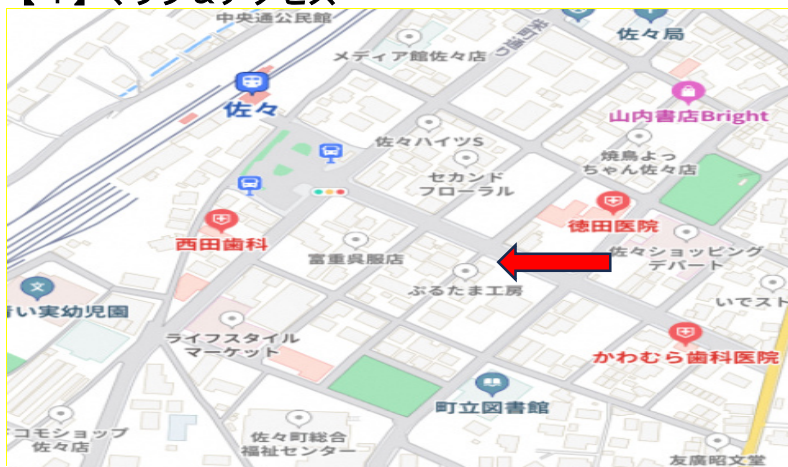 中央通公民館
佐々局
栄町通り
メディア館佐々店
佐々
山内書店Bright
佐々ハイツS
焼鳥よっ
ちゃん佐々店
セカンド
フローラル
徳田医院
西田歯科
富重呉服店
佐々ショッピング
デパート
ぶるたま工房
いでスト
い実幼児園
ライフスタイル
マーケット
かわむら歯科医院
町立図書館
コモショップ
佐々店
佐々町総合
福祉センター
友廣昭文堂